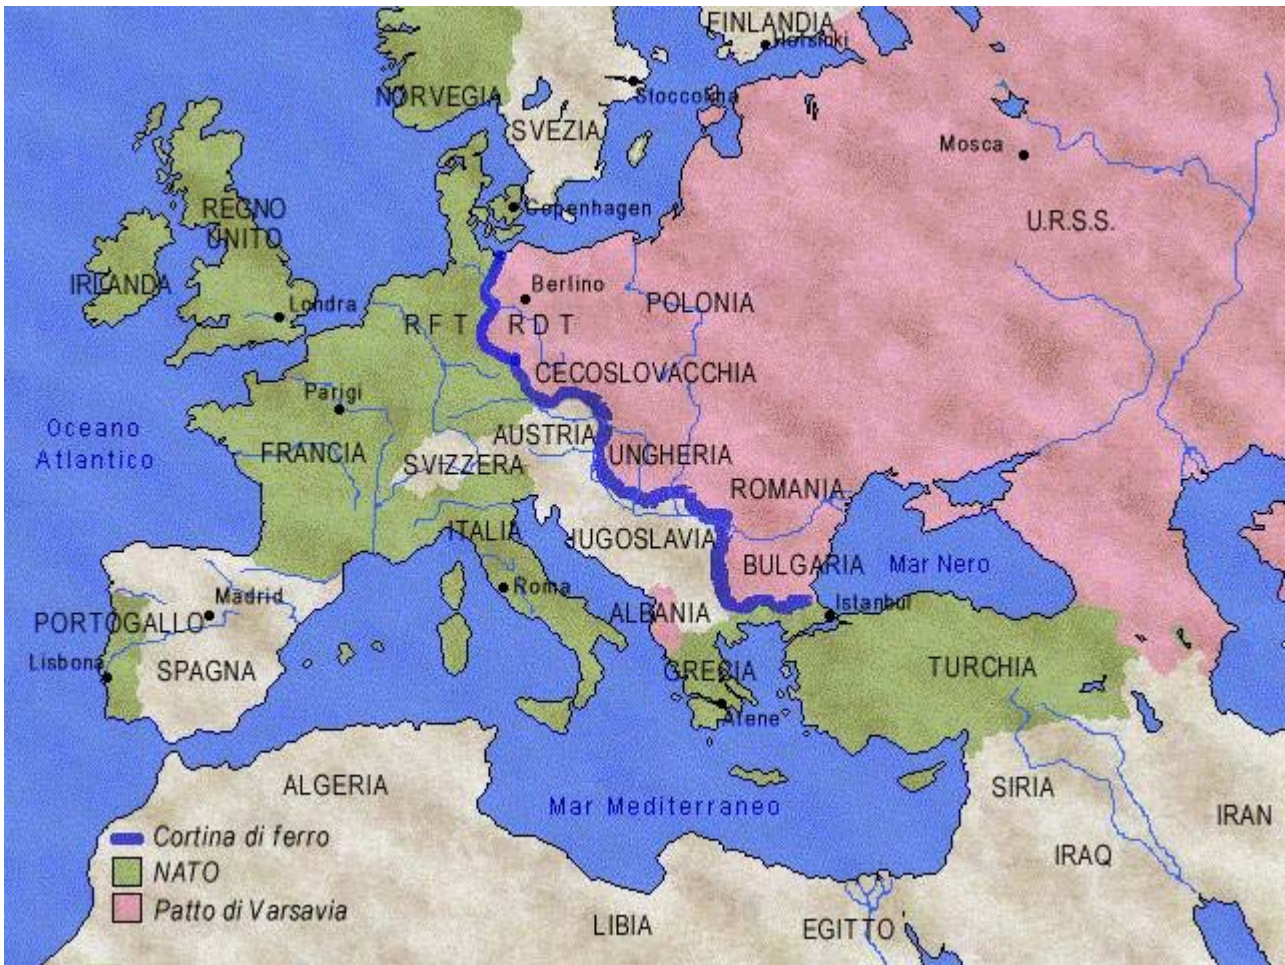 FINLANDIA
Helsinki
NORVEGIA
Stoccolma
SVEZIA
Mosca
REGNO
UNITO
Copenhagen
U.R.S.S.
IRLANDA
Londra
Berlino
POLONIA
RFT
RDT
CECOSLOVACCHIA
Parigi
Oceano
Atlantico
FRANCIA
AUSTRIA
SVIZZERA
UNGHERIA
ROMANIA
ITALIA
JUGOSLAVIA
BULGARIA
Mar Nero
Roma
Madrid
Istanbul
PORTOGALLO
ALBANIA
Lisbona
SPAGNA
GRECIA
TURCHIA
Atene
ALGERIA
Mar Mediterraneo
SIRIA
IRAN
IRAQ
LIBIA
EGITTO
Cortina di ferro
NATO
Patto di Varsavia